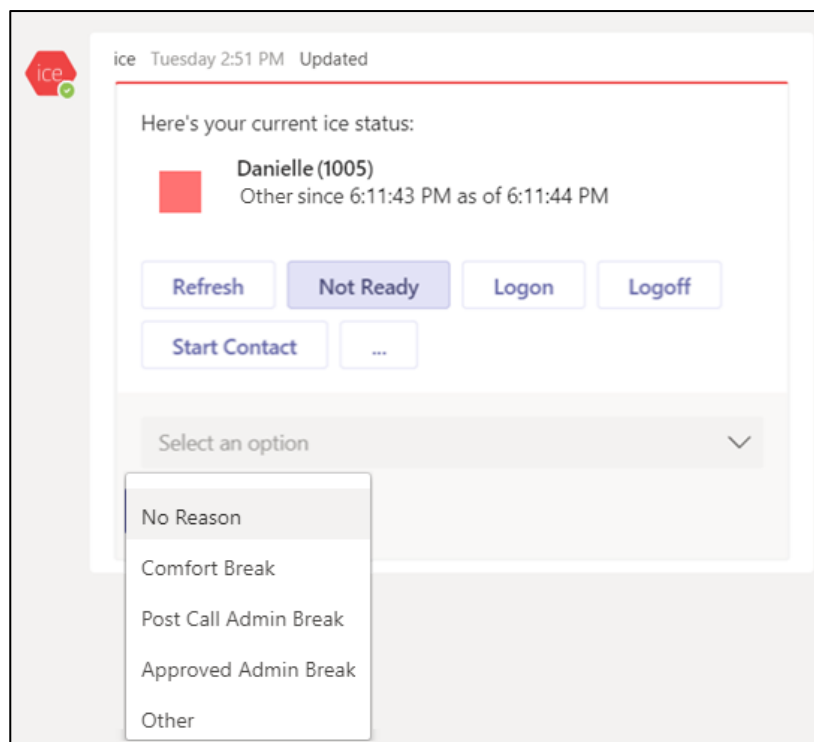 ice
ice Tuesday 2:51 PM Updated
Here's your current ice status:
Danielle (1005)
Other since 6:11:43 PM as of 6:11:44 PM
Refresh Not Ready Logon Logoff
Start Contact ...
Select an option
No Reason
Comfort Break
Post Call Admin Break
Approved Admin Break
Other